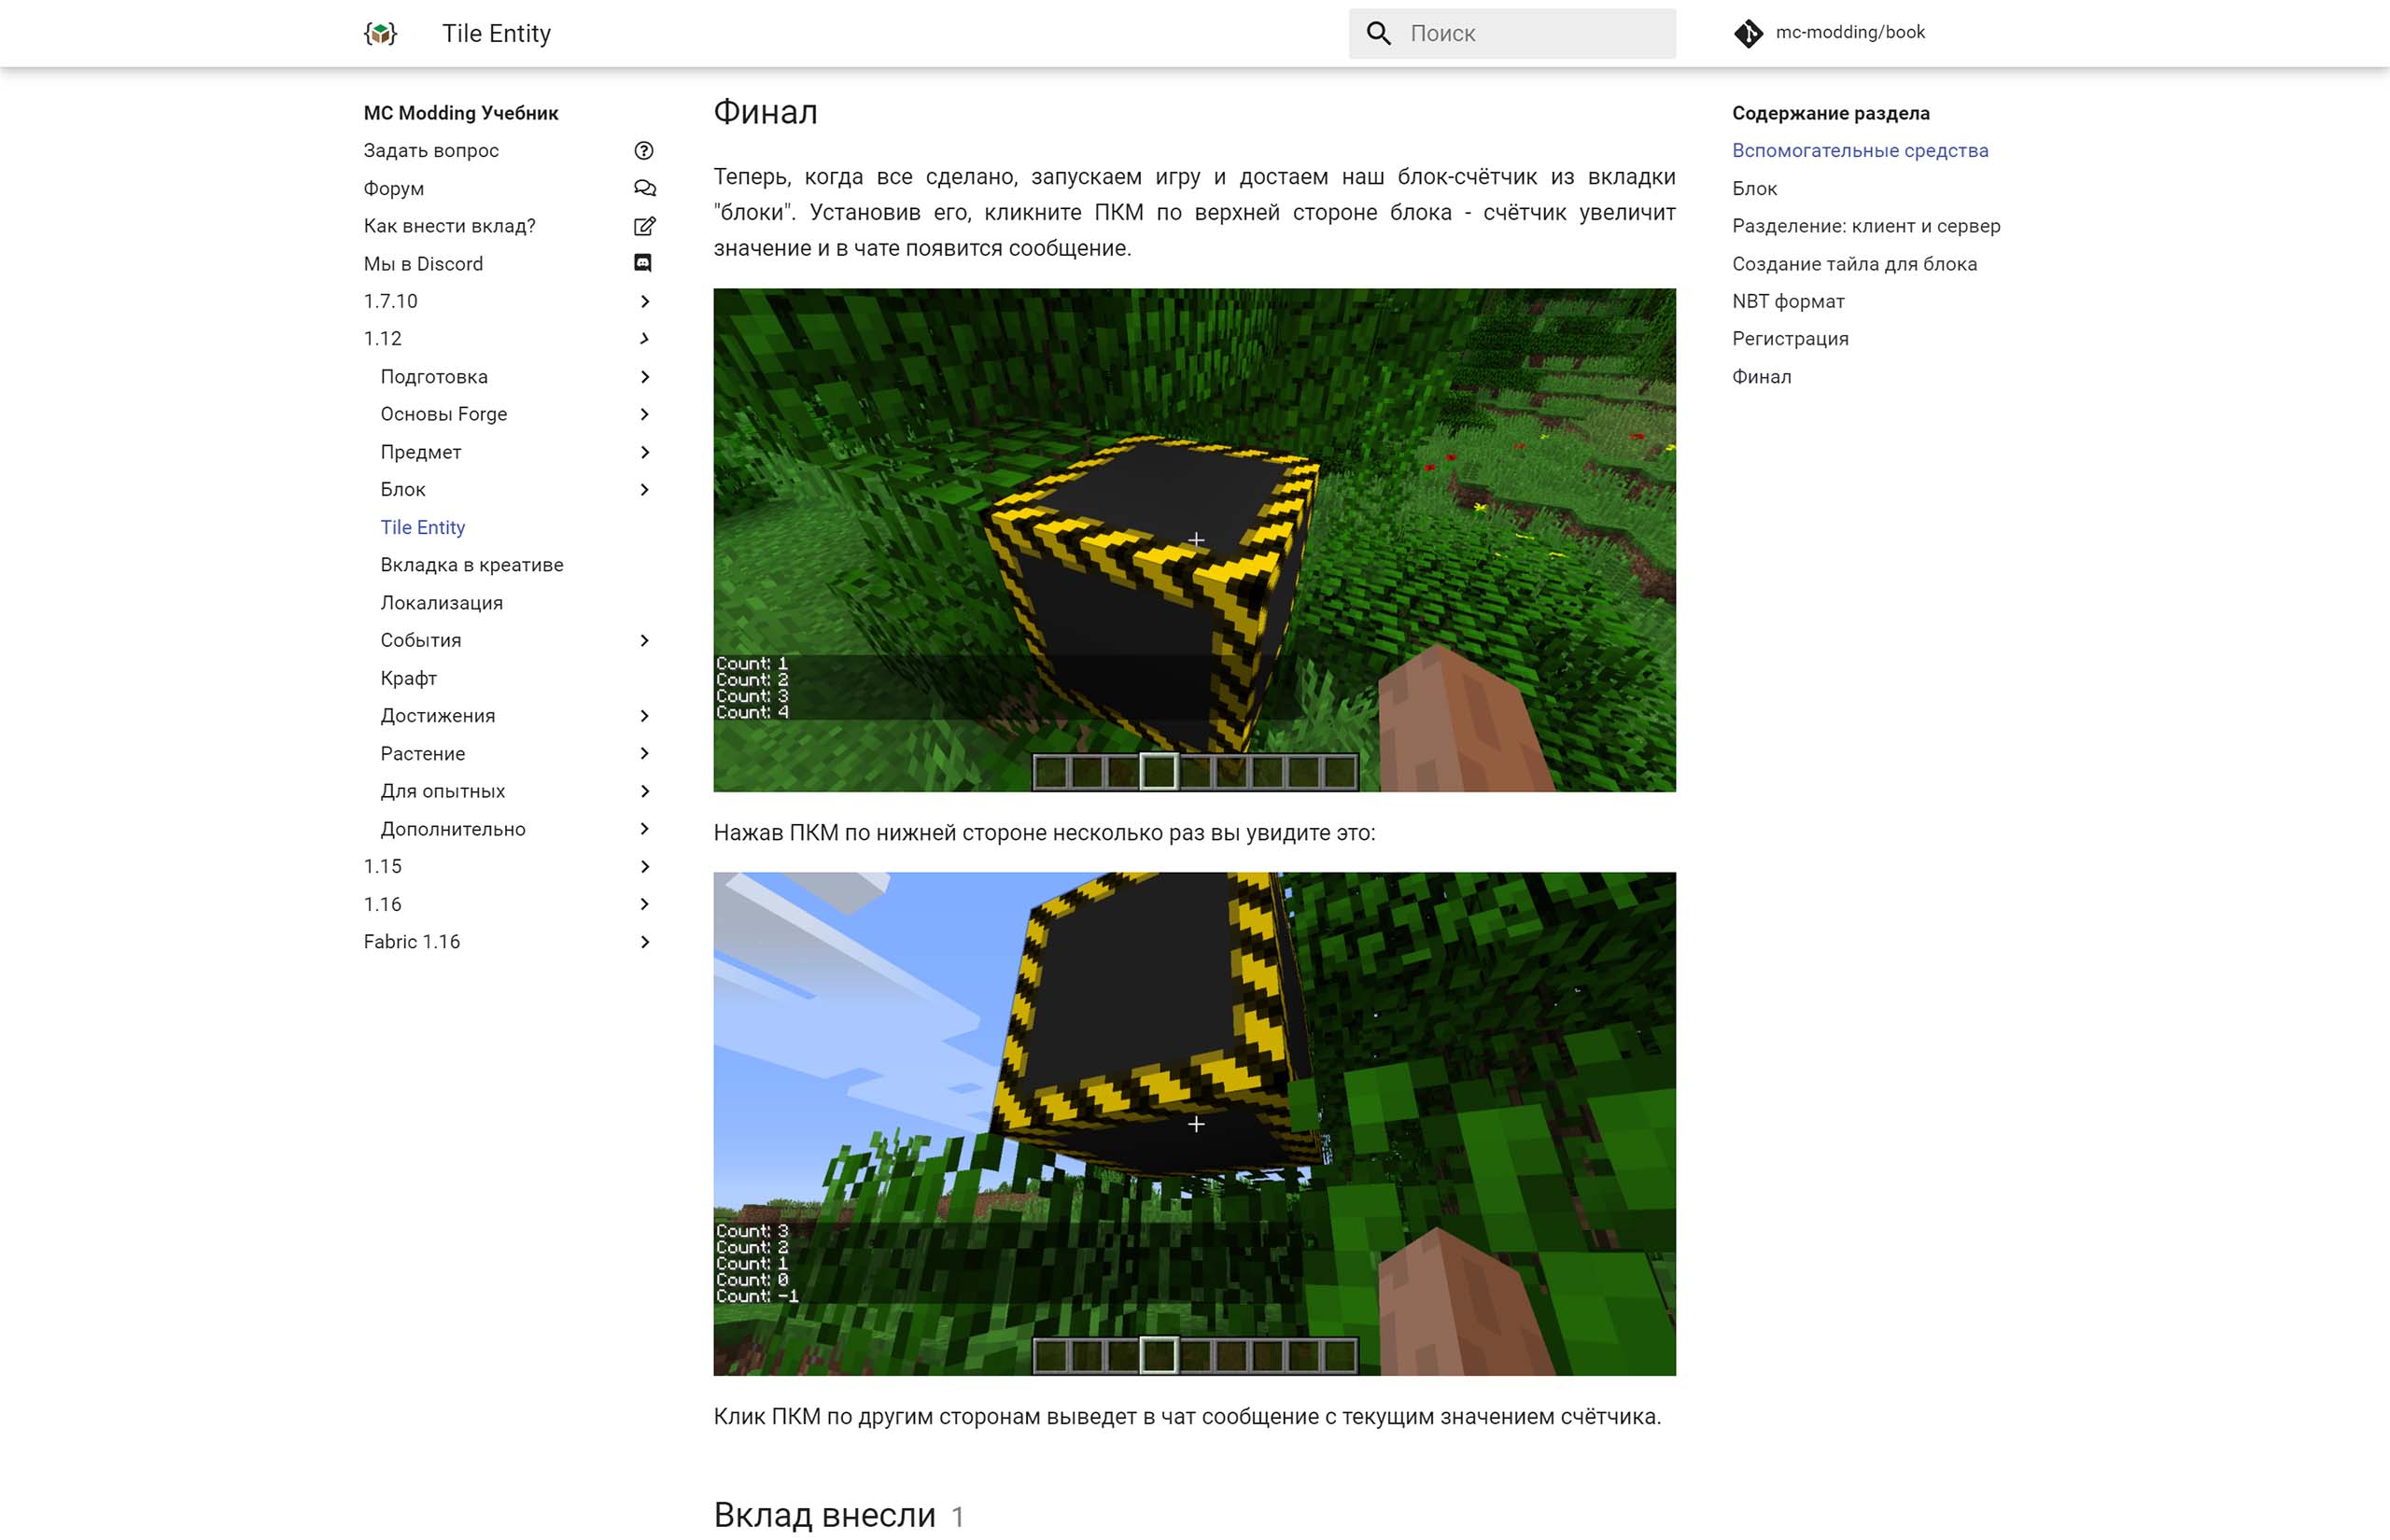 Tile Entity
Поиск
mc-modding/book
MC Modding Учебник
Задать вопрос
Форум
Как внести вклад?
Мы в Discord
1.7.10
1.12
Подготовка
Основы Forge
Предмет
Блок
Tile Entity
Вкладка в креативе
Локализация
События
Крафт
Достижения
Растение
Для опытных
Дополнительно
1.15
1.16
Fabric 1.16
Финал
Теперь, когда все сделано, запускаем игру и достаем наш блок-счётчик из вкладки
"блоки". Установив его, кликните ПКМ по верхней стороне блока - счётчик увеличит
значение и в чате появится сообщение.
Count: 1
Count: 2
Count: 3
Count: 4
Нажав ПКМ по нижней стороне несколько раз вы увидите это:
Count: 3
Count: 2
Count: 1
Count: 0
Count: -1
Клик ПКМ по другим сторонам выведет в чат сообщение с текущим значением счётчика.
Вклад внесли 1
Содержание раздела
Вспомогательные средства
Блок
Разделение: клиент и сервер
Создание тайла для блока
NBT формат
Регистрация
Финал